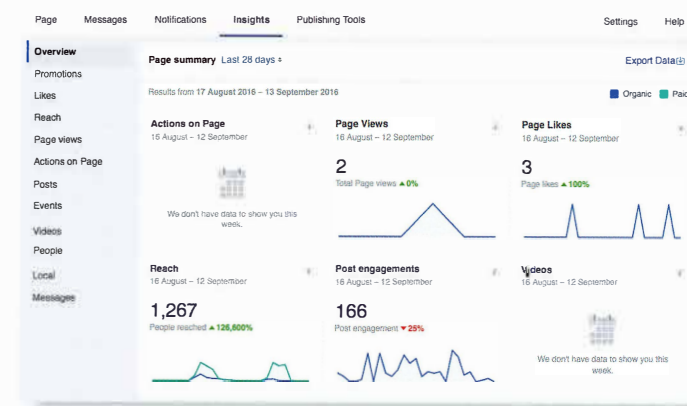 Page Messages Notifications Insights Publishing Tools Settings Help
Overview
Promotions
Likes
Reach
Page views
Actions on Page
Posts
Events
Videos
People
Local
Messages
Page summary Last 28 days
Export Data
Results from 17 August 2016 – 13 September 2016
Organic Paid
Actions on Page
16 August – 12 September
We don't have data to show you this
week.
Page Views
16 August – 12 September
2
Total Page views ▲0%
Page Likes
16 August – 12 September
3
Page likes ▲100%
Reach
16 August – 12 September
1,267
People reached ▲126,600%
Post engagements
16 August – 12 September
166
Post engagement ▼25%
Videos
16 August – 12 September
We don't have data to show you this
week.